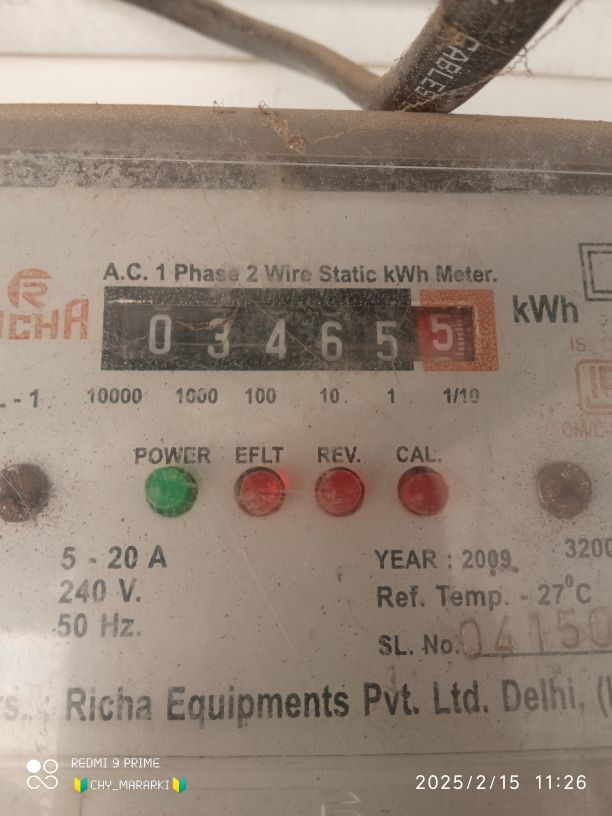 CABLES
A.C. 1 Phase 2 Wire Static kWh Meter.
R
RICHA
0 3 4 6 5 5
kWh
10000 1000 100 10 1 1/10
POWER EFLT REV. CAL.
5 - 20 A
240 V.
50 Hz.
YEAR : 2009
3200
Ref. Temp. - 27°C
SL. No. 04150
Richa Equipments Pvt. Ltd. Delhi,
REDMI 9 PRIME
CHY_MARARKI
2025/2/15 11:26